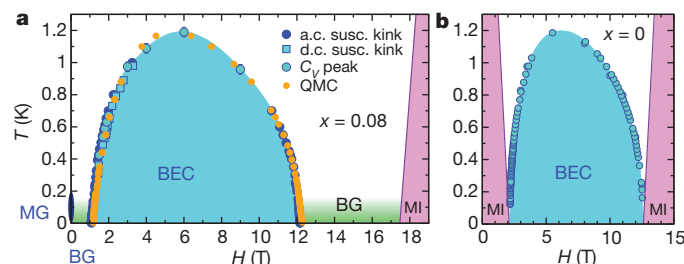 a
b
a.c. susc. kink
d.c. susc. kink
C_V peak
QMC
x = 0.08
x = 0
1.2
1
0.8
0.6
0.4
0.2
0
T (K)
BEC
BG
MI
MG
BG
0 2 4 6 8 10 12 14 16 18
H (T)
1.2
1
0.8
0.6
0.4
0.2
0
BEC
MI
MI
0 5 10 15
H (T)